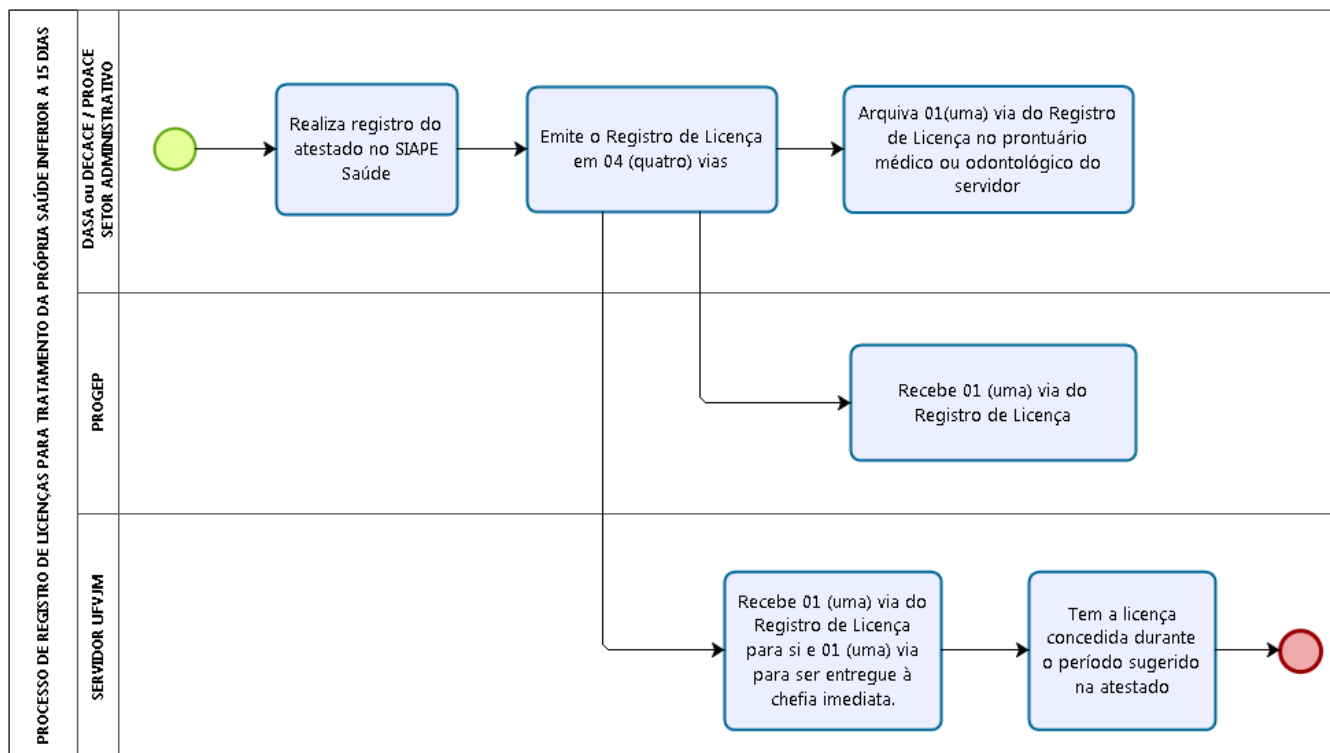 PROCESSO DE REGISTRO DE LICENÇAS PARA TRATAMENTO DA PRÓPRIA SAÚDE INFERIOR A 15 DIAS
DASA ou DECACE / PROACE
SETOR ADMINISTRATIVO
Realiza registro do
atestado no SIAPE
Saúde
Emite o Registro de Licença
em 04 (quatro) vias
Arquiva 01(uma) via do Registro
de Licença no prontuário
médico ou odontológico do
servidor
PROGEP
Recebe 01 (uma) via do
Registro de Licença
SERVIDOR UFVJM
Recebe 01 (uma) via do
Registro de Licença
para si e 01 (uma) via
para ser entregue à
chefia imediata.
Tem a licença
concedida durante
o período sugerido
na atestado